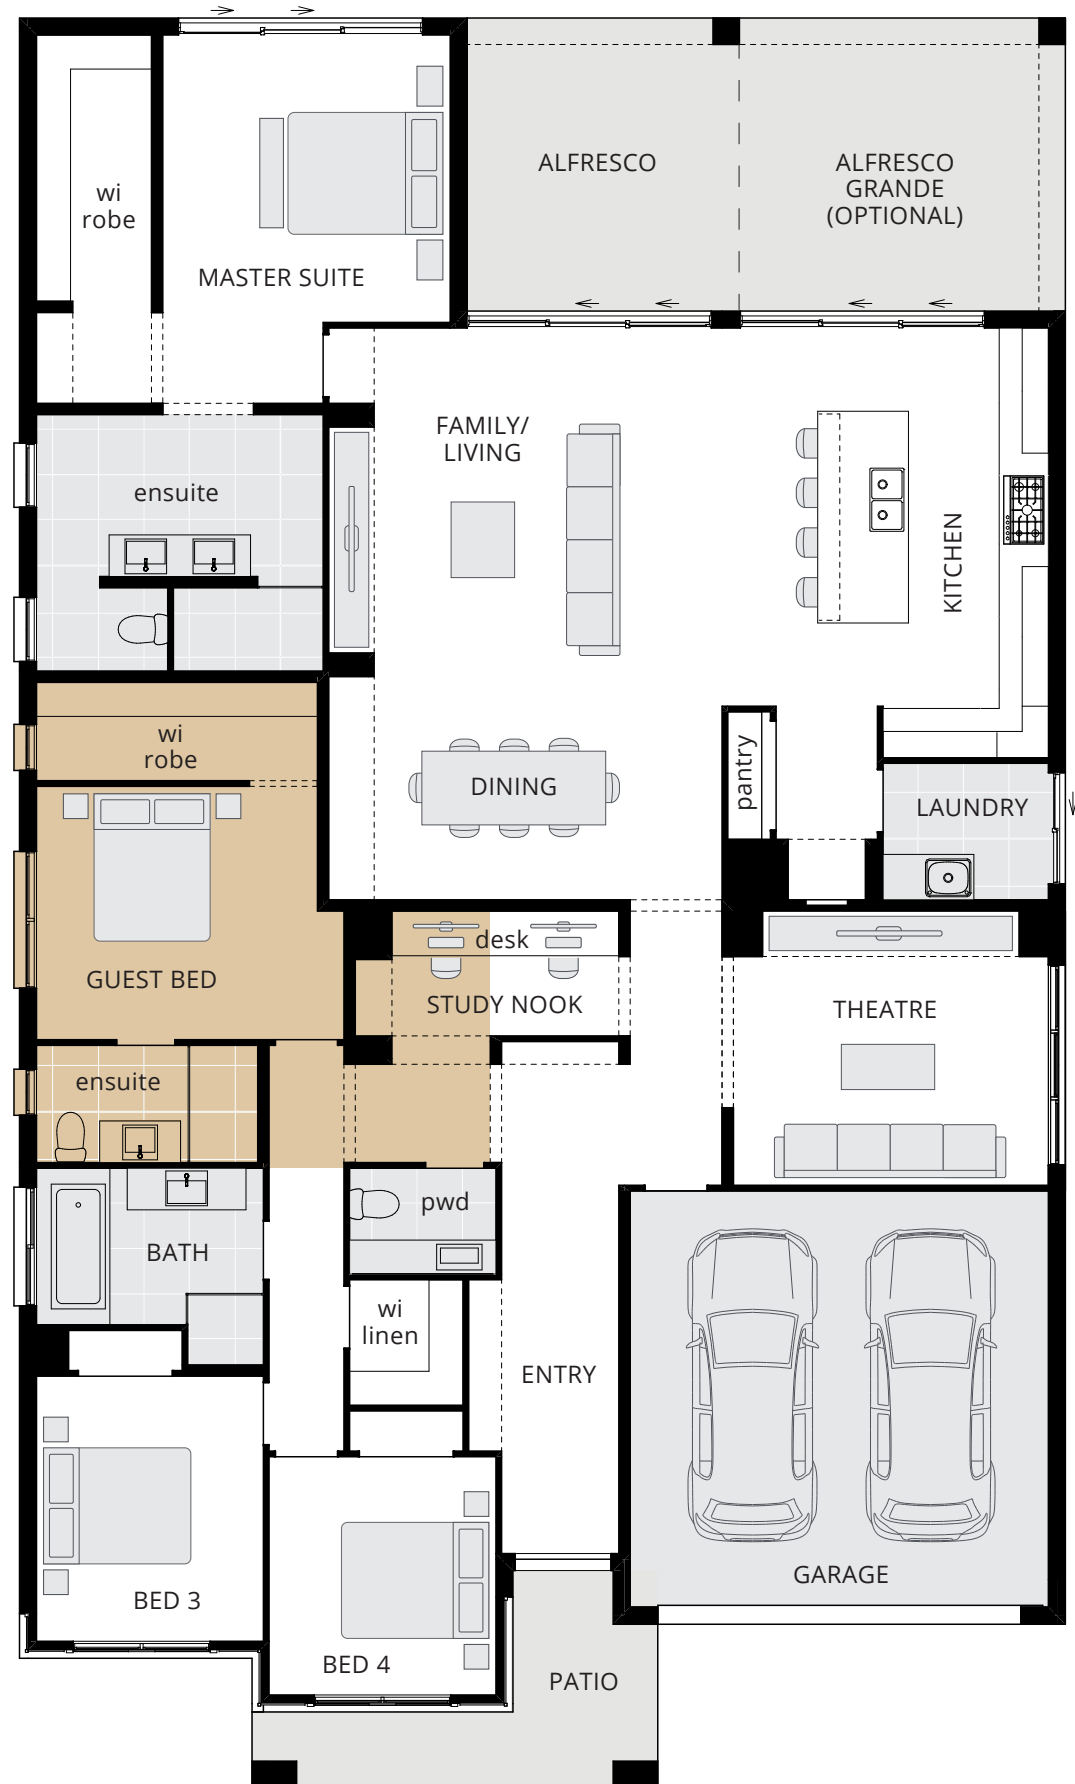 ALFRESCO
ALFRESCO
GRANDE
(OPTIONAL)
wi
robe
MASTER SUITE
FAMILY/
LIVING
ensuite
KITCHEN
wi
robe
DINING
pantry
LAUNDRY
desk
GUEST BED
STUDY NOOK
THEATRE
ensuite
pwd
BATH
wi
linen
ENTRY
GARAGE
BED 3
BED 4
PATIO